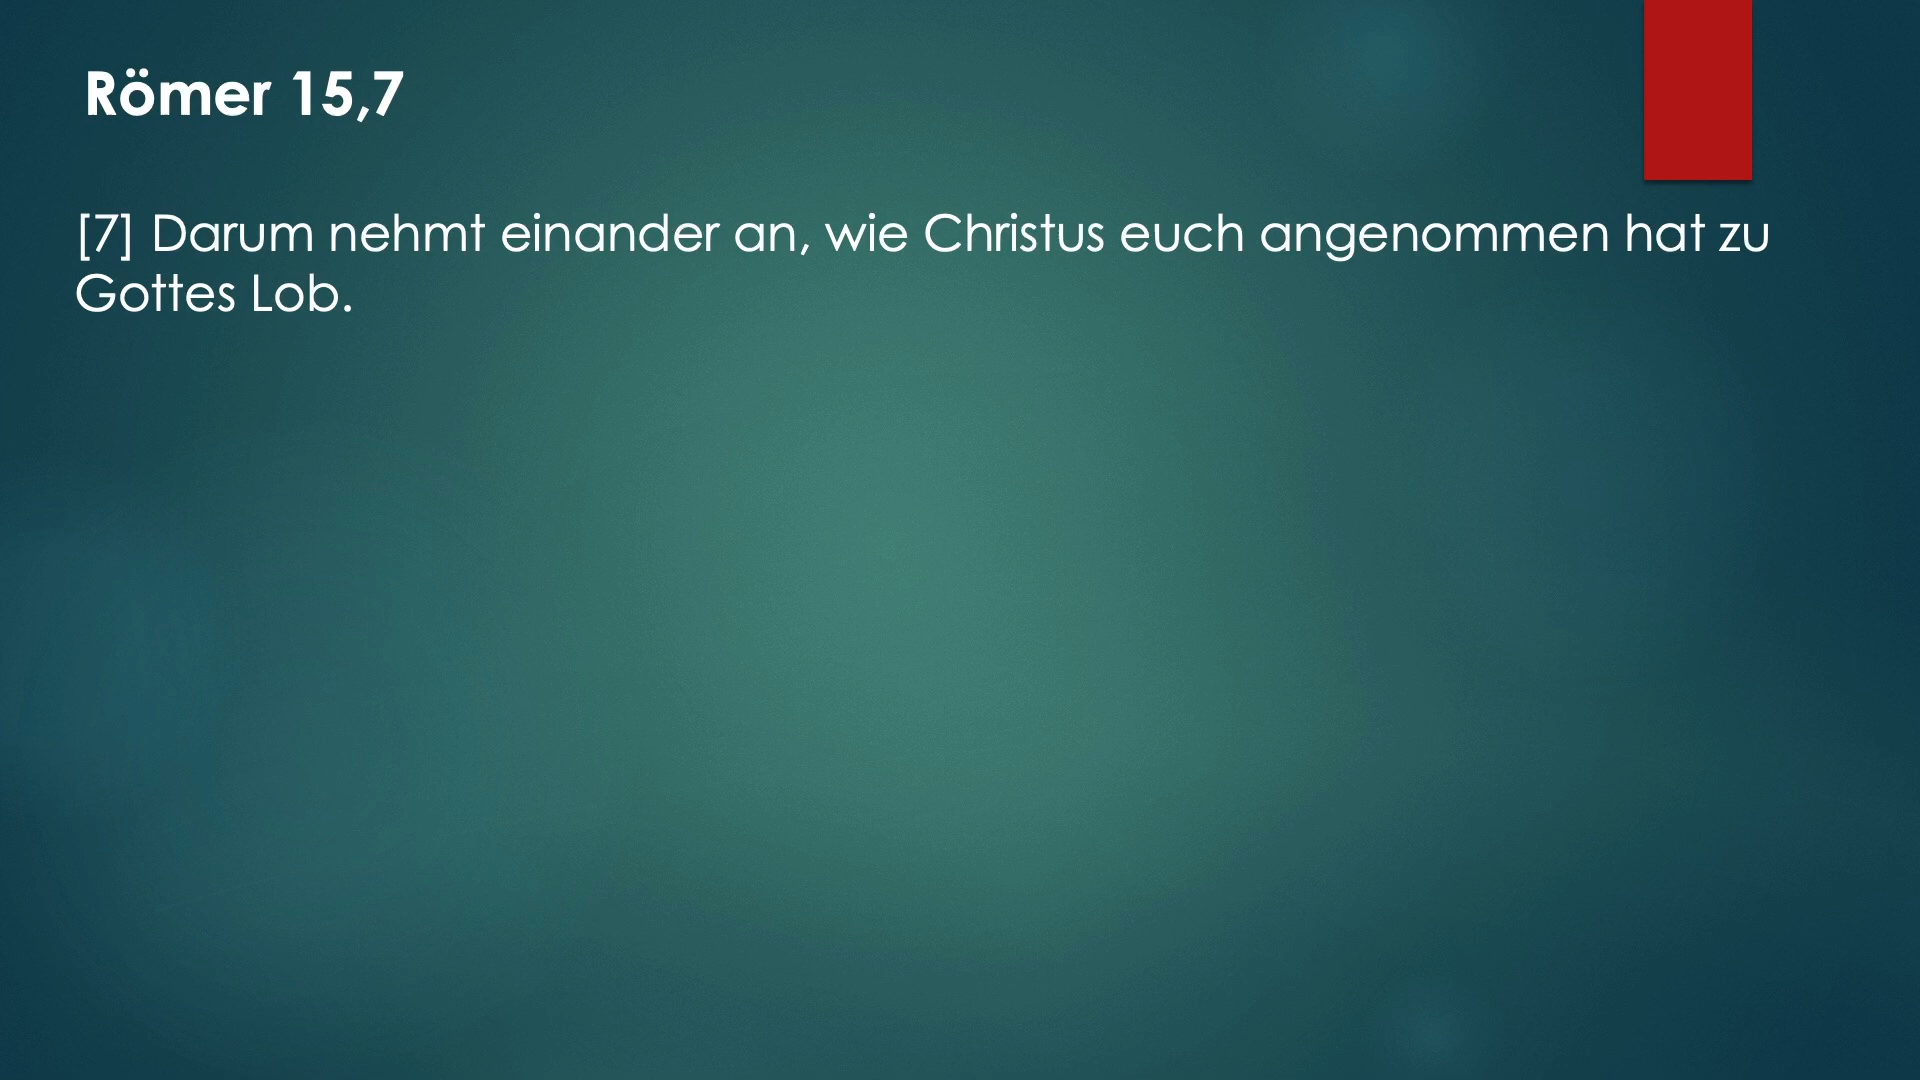 Römer 15,7
[7] Darum nehmt einander an, wie Christus euch angenommen hat zu
Gottes Lob.